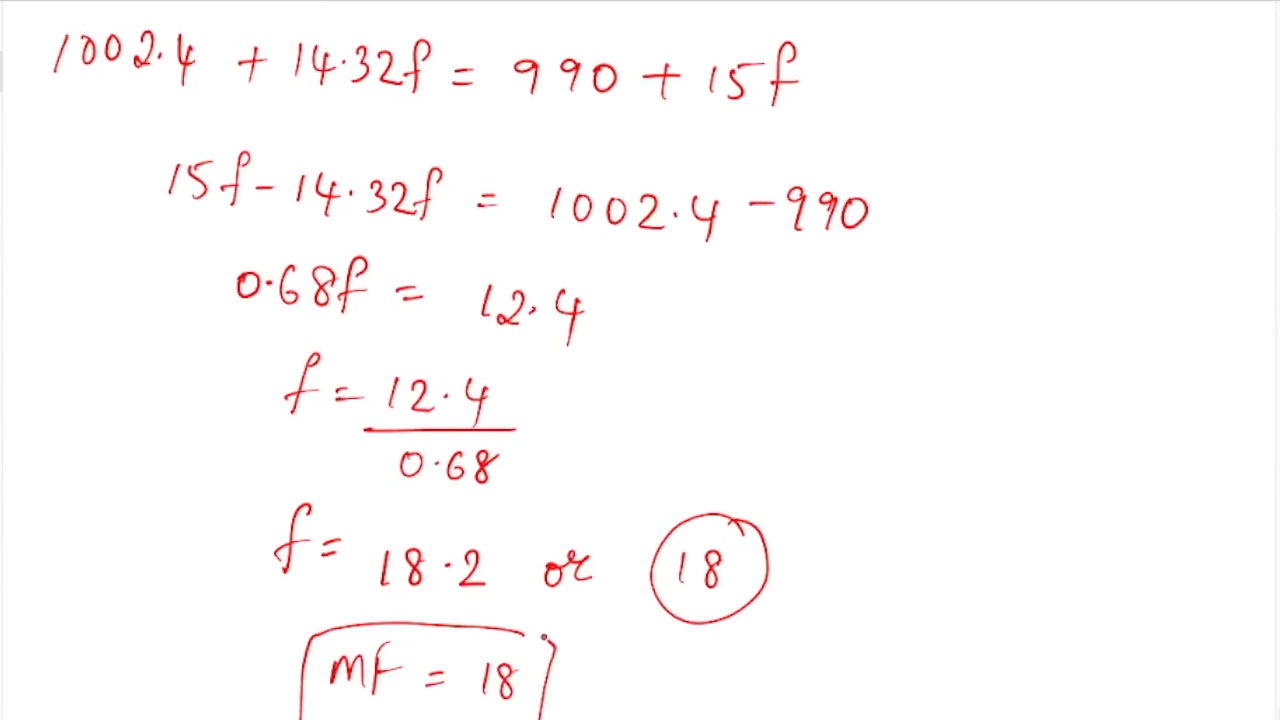 1002.4 + 14.32f = 990 + 15f
15f - 14.32f = 1002.4 - 990
0.68f = 12.4
f = 12.4
0.68
f = 18.2 or 18
MF = 18